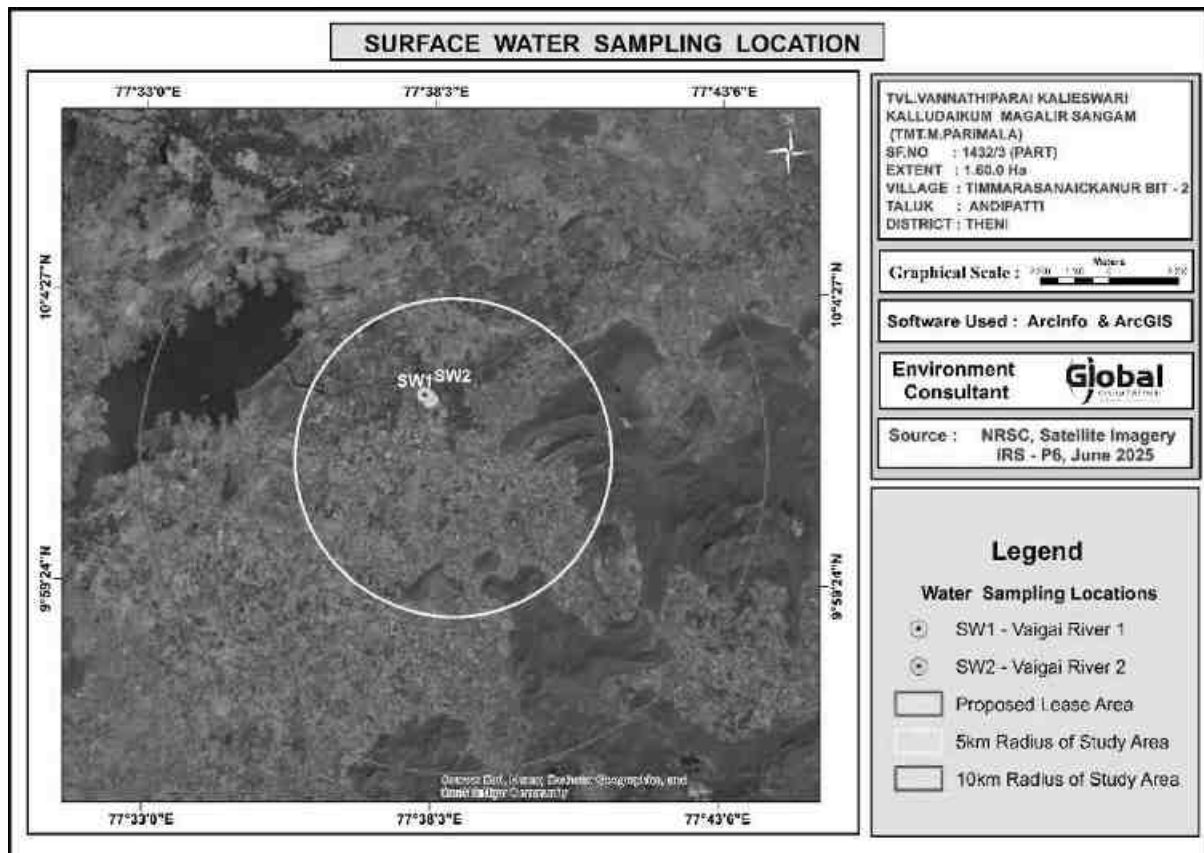 SURFACE WATER SAMPLING LOCATION
77°33'0"E 77°38'3"E 77°43'6"E
10°4'27"N 10°4'27"N
SW1 SW2
9°59'24"N 9°59'24"N
and
Community
77°33'0"E 77°38'3"E 77°43'6"E
TVL.VANNATHIPARAI KALIESWARI
KALLUDAIKUM MAGALIR SANGAM
(TMT.M.PARIMALA)
SF.NO : 1432/3 (PART)
EXTENT : 1.60.0 Ha
VILLAGE : TIMMARASANAICKANUR BIT - 2
TALUK : ANDIPATTI
DISTRICT : THENI
Graphical Scale : Meters
Software Used : Arcinfo & ArcGIS
Environment
Consultant
Global
Source : NRSC, Satellite Imagery
IRS - P6, June 2025
Legend
Water Sampling Locations
SW1 - Vaigai River 1
SW2 - Vaigai River 2
Proposed Lease Area
5km Radius of Study Area
10km Radius of Study Area